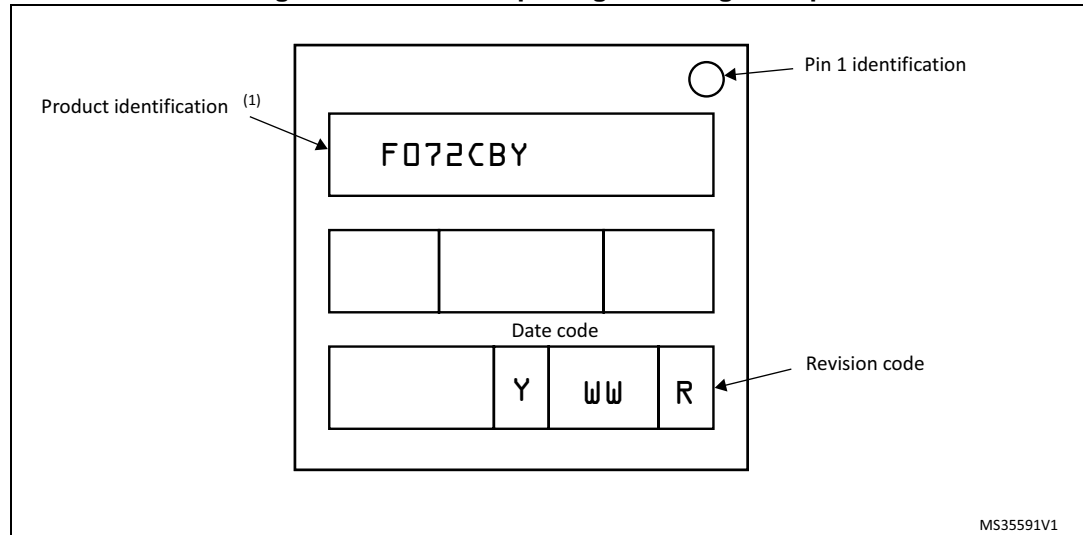 Pin 1 identification
Product identification (1)
F072CBY
Date code
Revision code
Y WW R
MS35591V1